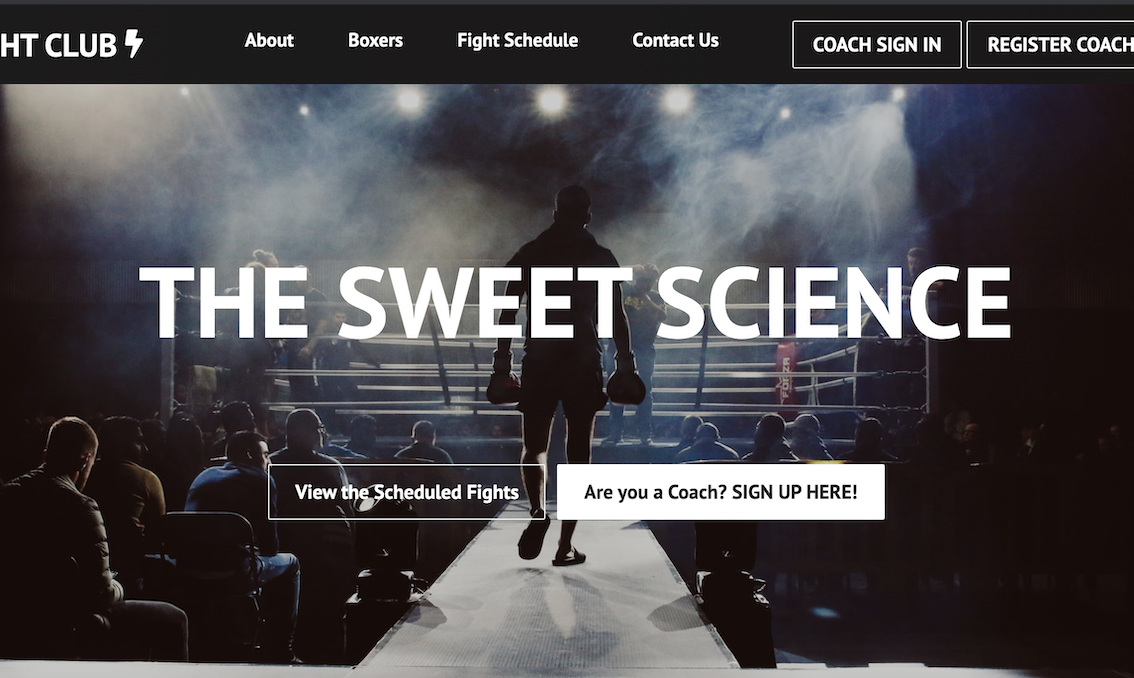 HT CLUB
About
Boxers
Fight Schedule
Contact Us
COACH SIGN IN
REGISTER COACH
THE SWEET SCIENCE
FORZA
View the Scheduled Fights
Are you a Coach? SIGN UP HERE!